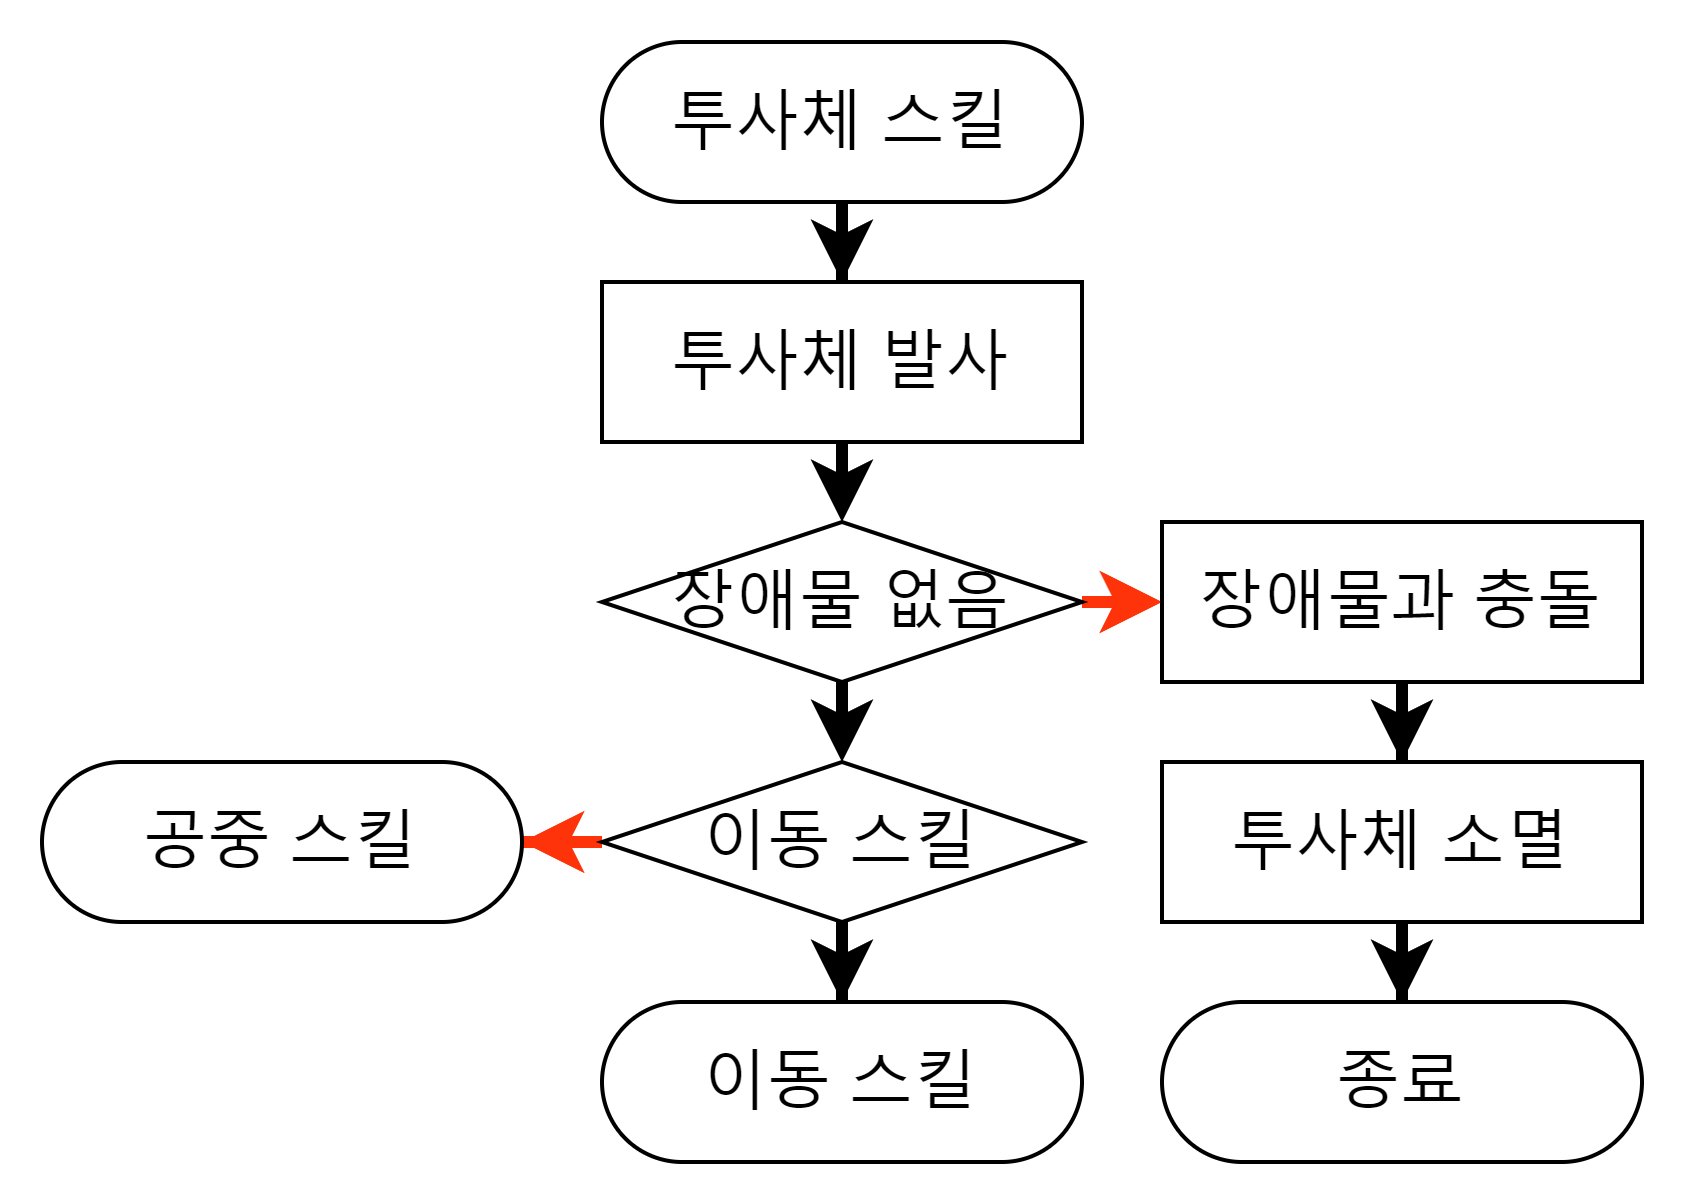 투사체 스킬
투사체 발사
장애물 없음
장애물과 충돌
공중 스킬
이동 스킬
투사체 소멸
이동 스킬
종료